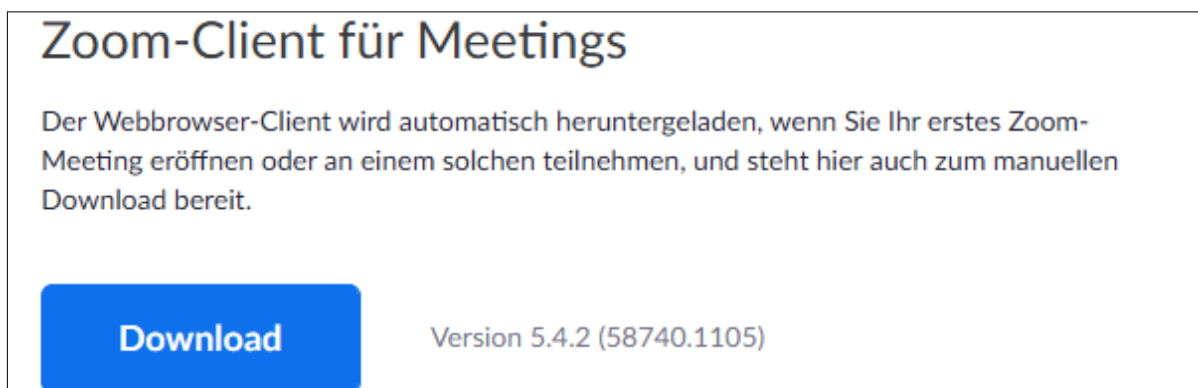 Zoom-Client für Meetings
Der Webbrowser-Client wird automatisch heruntergeladen, wenn Sie Ihr erstes Zoom-
Meeting eröffnen oder an einem solchen teilnehmen, und steht hier auch zum manuellen
Download bereit.
Download
Version 5.4.2 (58740.1105)